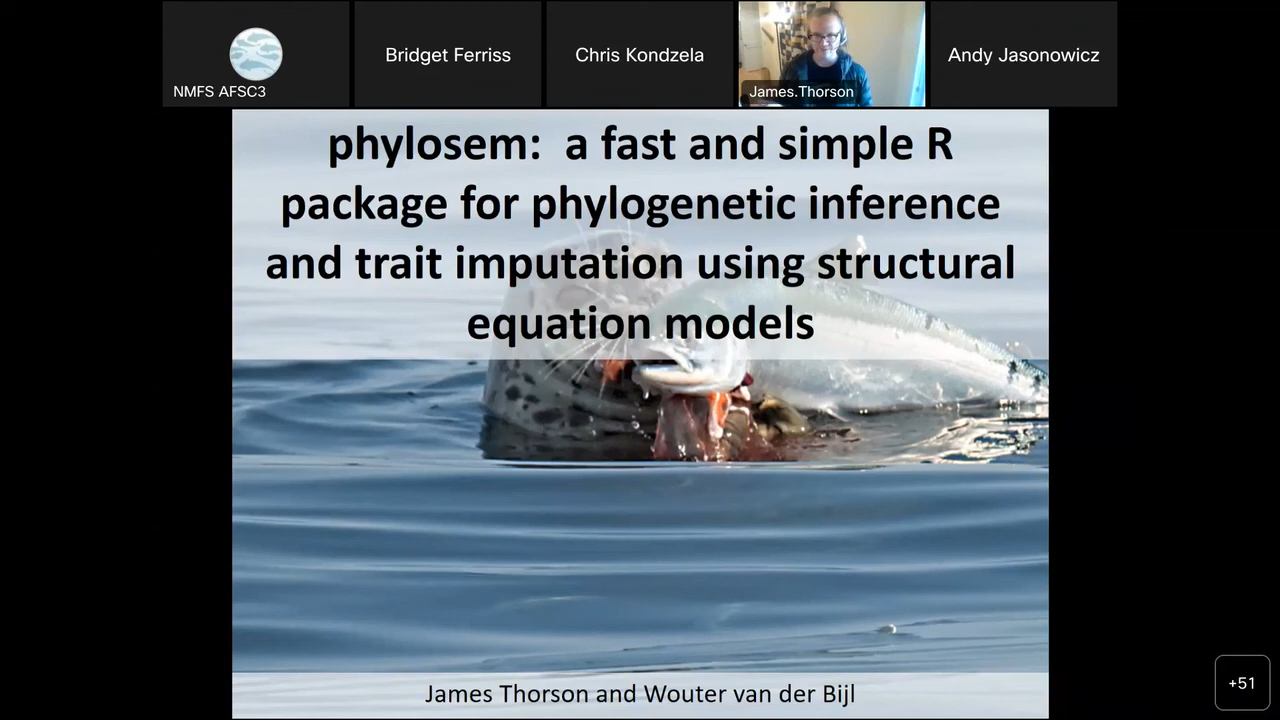 NMFS AFSC3
Bridget Ferriss
Chris Kondzela
James.Thorson
Andy Jasonowicz
phylosem:  a fast and simple R
package for phylogenetic inference
and trait imputation using structural
equation models
James Thorson and Wouter van der Bijl
+51